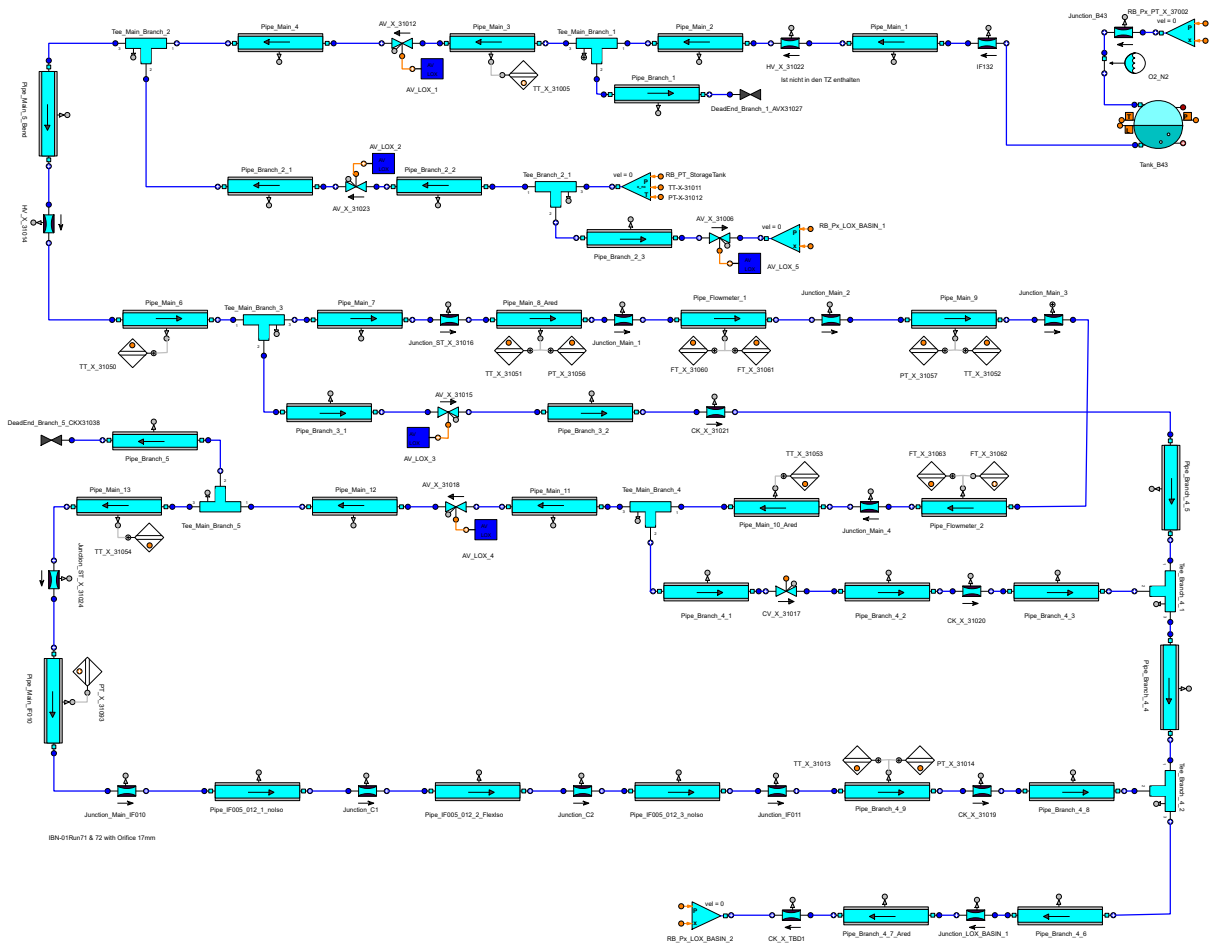 RB_Px_PT_X_37002
Junction_B43
vel = 0
P
x
Tee_Main_Branch_2
Pipe_Main_4
AV_X_31012
Pipe_Main_3
Tee_Main_Branch_1
Pipe_Main_2
Pipe_Main_1
HV_X_31022
IF132
O2_N2
Ist nicht in den TZ enthalten
AV_LOX_1
TT_X_31005
Pipe_Branch_1
DeadEnd_Branch_1_AVX31027
T
P
L
Tank_B43
Pipe_Main_5_Bend
AV_LOX_2
Pipe_Branch_2_1
Pipe_Branch_2_2
AV_X_31023
Tee_Branch_2_1
vel = 0
P
T
RB_PT_StorageTank
TT-X-31011
PT-X-31012
HV_X_31014
AV_X_31006
vel = 0
P
x
RB_Px_LOX_BASIN_1
Pipe_Branch_2_3
AV_LOX_5
Pipe_Main_6
Tee_Main_Branch_3
Pipe_Main_7
Pipe_Main_8_Ared
Pipe_Flowmeter_1
Junction_Main_2
Pipe_Main_9
Junction_Main_3
Junction_ST_X_31016
Junction_Main_1
TT_X_31050
TT_X_31051
PT_X_31056
FT_X_31060
FT_X_31061
PT_X_31057
TT_X_31052
AV_X_31015
Pipe_Branch_3_2
Pipe_Branch_3_1
CK_X_31021
AV_LOX_3
DeadEnd_Branch_5_CKX31038
Pipe_Branch_5
TT_X_31053
FT_X_31063
FT_X_31062
Pipe_Main_13
Tee_Main_Branch_5
Pipe_Main_12
AV_X_31018
Pipe_Main_11
Tee_Main_Branch_4
Pipe_Main_10_Ared
Junction_Main_4
Pipe_Flowmeter_2
TT_X_31054
AV_LOX_4
Junction_ST_X_31024
Pipe_Branch_4_1
CV_X_31017
Pipe_Branch_4_2
CK_X_31020
Pipe_Branch_4_3
Tee_Branch_4_1
Pipe_Main_IF010
PT_X_31093
Pipe_Branch_4_4
TT_X_31013
PT_X_31014
Tee_Branch_4_2
Junction_Main_IF010
Pipe_IF005_012_1_noIso
Junction_C1
Pipe_IF005_012_2_FlexIso
Junction_C2
Pipe_IF005_012_3_noIso
Junction_IF011
Pipe_Branch_4_9
CK_X_31019
Pipe_Branch_4_8
IBN-01Run71 & 72 with Orifice 17mm
vel = 0
P
x
RB_Px_LOX_BASIN_2
CK_X_TBD1
Pipe_Branch_4_7_Ared
Junction_LOX_BASIN_1
Pipe_Branch_4_6